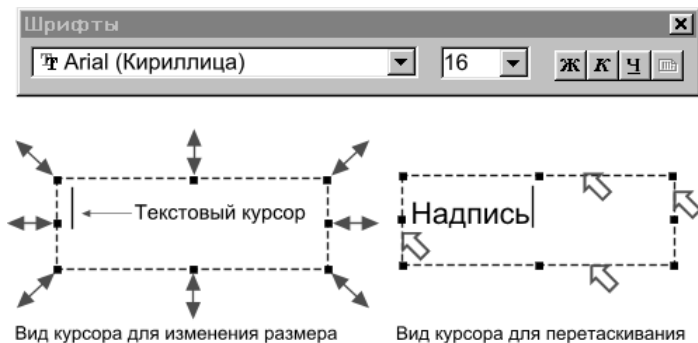 Шрифты
Arial (Кириллица)
16
Ж К Ч
Текстовый курсор
Надпись
Вид курсора для изменения размера
Вид курсора для перетаскивания